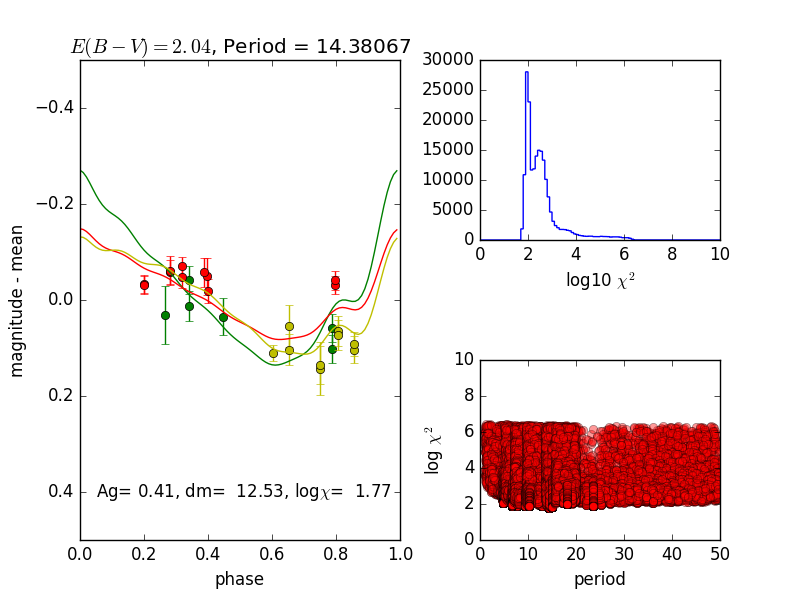 E(B−V)=2.04, Period = 14.38067
−0.4
−0.2
0.0
0.2
0.4
magnitude - mean
Ag= 0.41, dm= 12.53, logχ= 1.77
0.0 0.2 0.4 0.6 0.8 1.0
phase
30000
25000
20000
15000
10000
5000
0
0 2 4 6 8 10
log10 χ²
10
8
6
4
2
0
log χ²
0 10 20 30 40 50
period